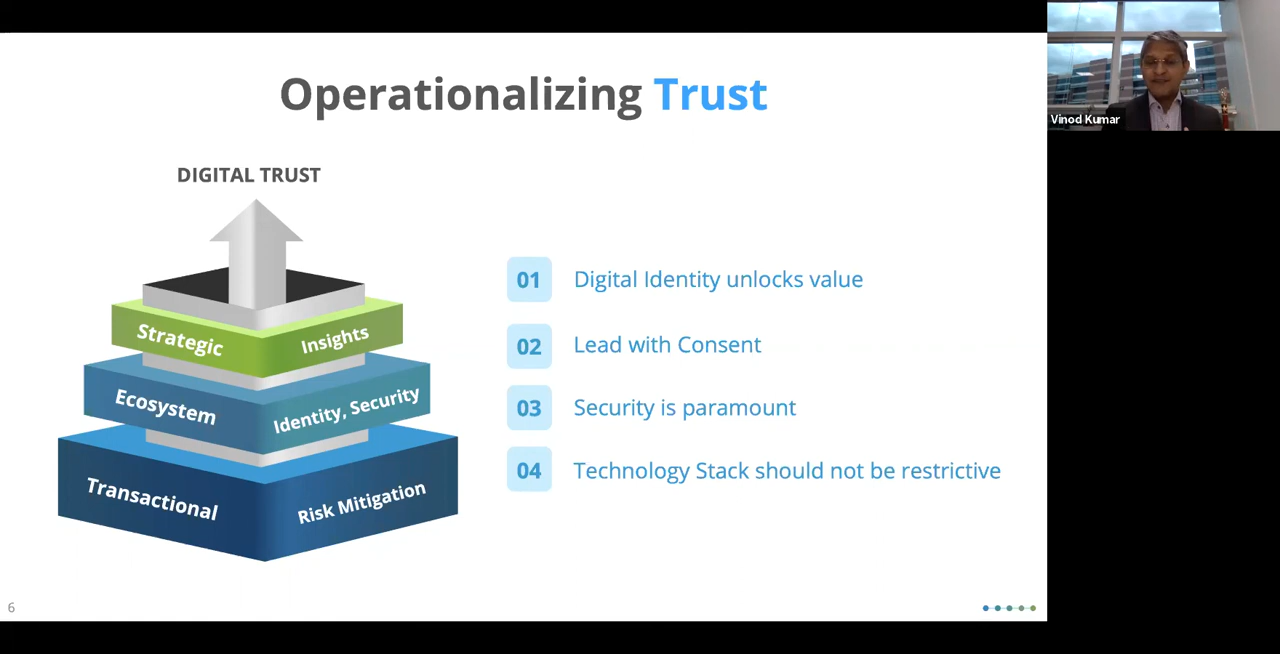 Operationalizing Trust
Vinod Kumar
DIGITAL TRUST
Strategic
Insights
Ecosystem
Identity, Security
Transactional
Risk Mitigation
01 Digital Identity unlocks value
02 Lead with Consent
03 Security is paramount
04 Technology Stack should not be restrictive
6